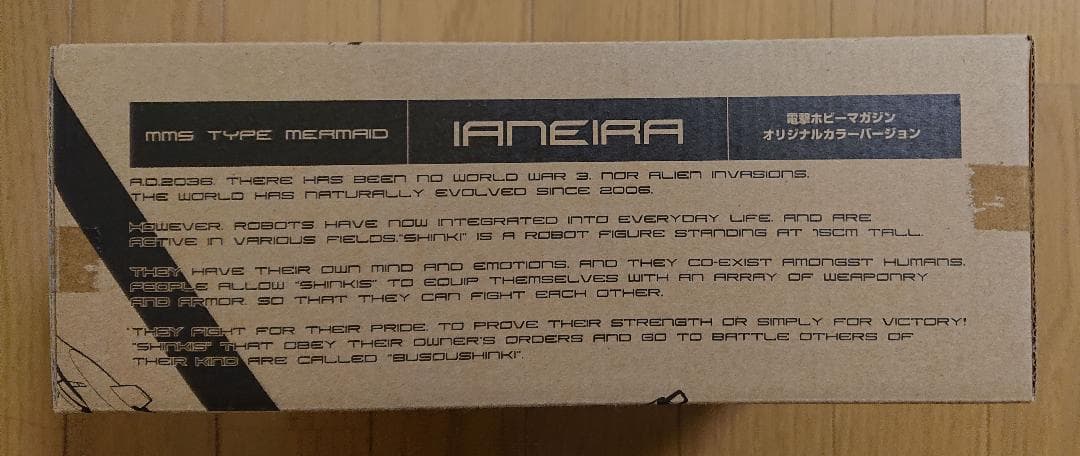 MMS TYPE MERMAID
IANEIRA
電撃ホビーマガジン
オリジナルカラーバージョン
A.D.2036. THERE HAS BEEN NO WORLD WAR 3. NOR ALIEN INVASIONS.
THE WORLD HAS NATURALLY EVOLVED SINCE 2006.
HOWEVER, ROBOTS HAVE NOW INTEGRATED INTO EVERYDAY LIFE, AND ARE
ACTIVE IN VARIOUS FIELDS."SHINKI" IS A ROBOT FIGURE STANDING AT 15CM TALL.
THEY HAVE THEIR OWN MIND AND EMOTIONS, AND THEY CO-EXIST AMONGST HUMANS.
PEOPLE ALLOW "SHINKIS" TO EQUIP THEMSELVES WITH AN ARRAY OF WEAPONRY
AND ARMOR, SO THAT THEY CAN FIGHT EACH OTHER.
"THEY FIGHT FOR THEIR PRIDE, TO PROVE THEIR STRENGTH OR SIMPLY FOR VICTORY!
"SHINKIS" THAT OBEY THEIR OWNER'S ORDERS AND GO TO BATTLE OTHERS OF
THEIR KIND ARE CALLED "BUSOUSHINKI".